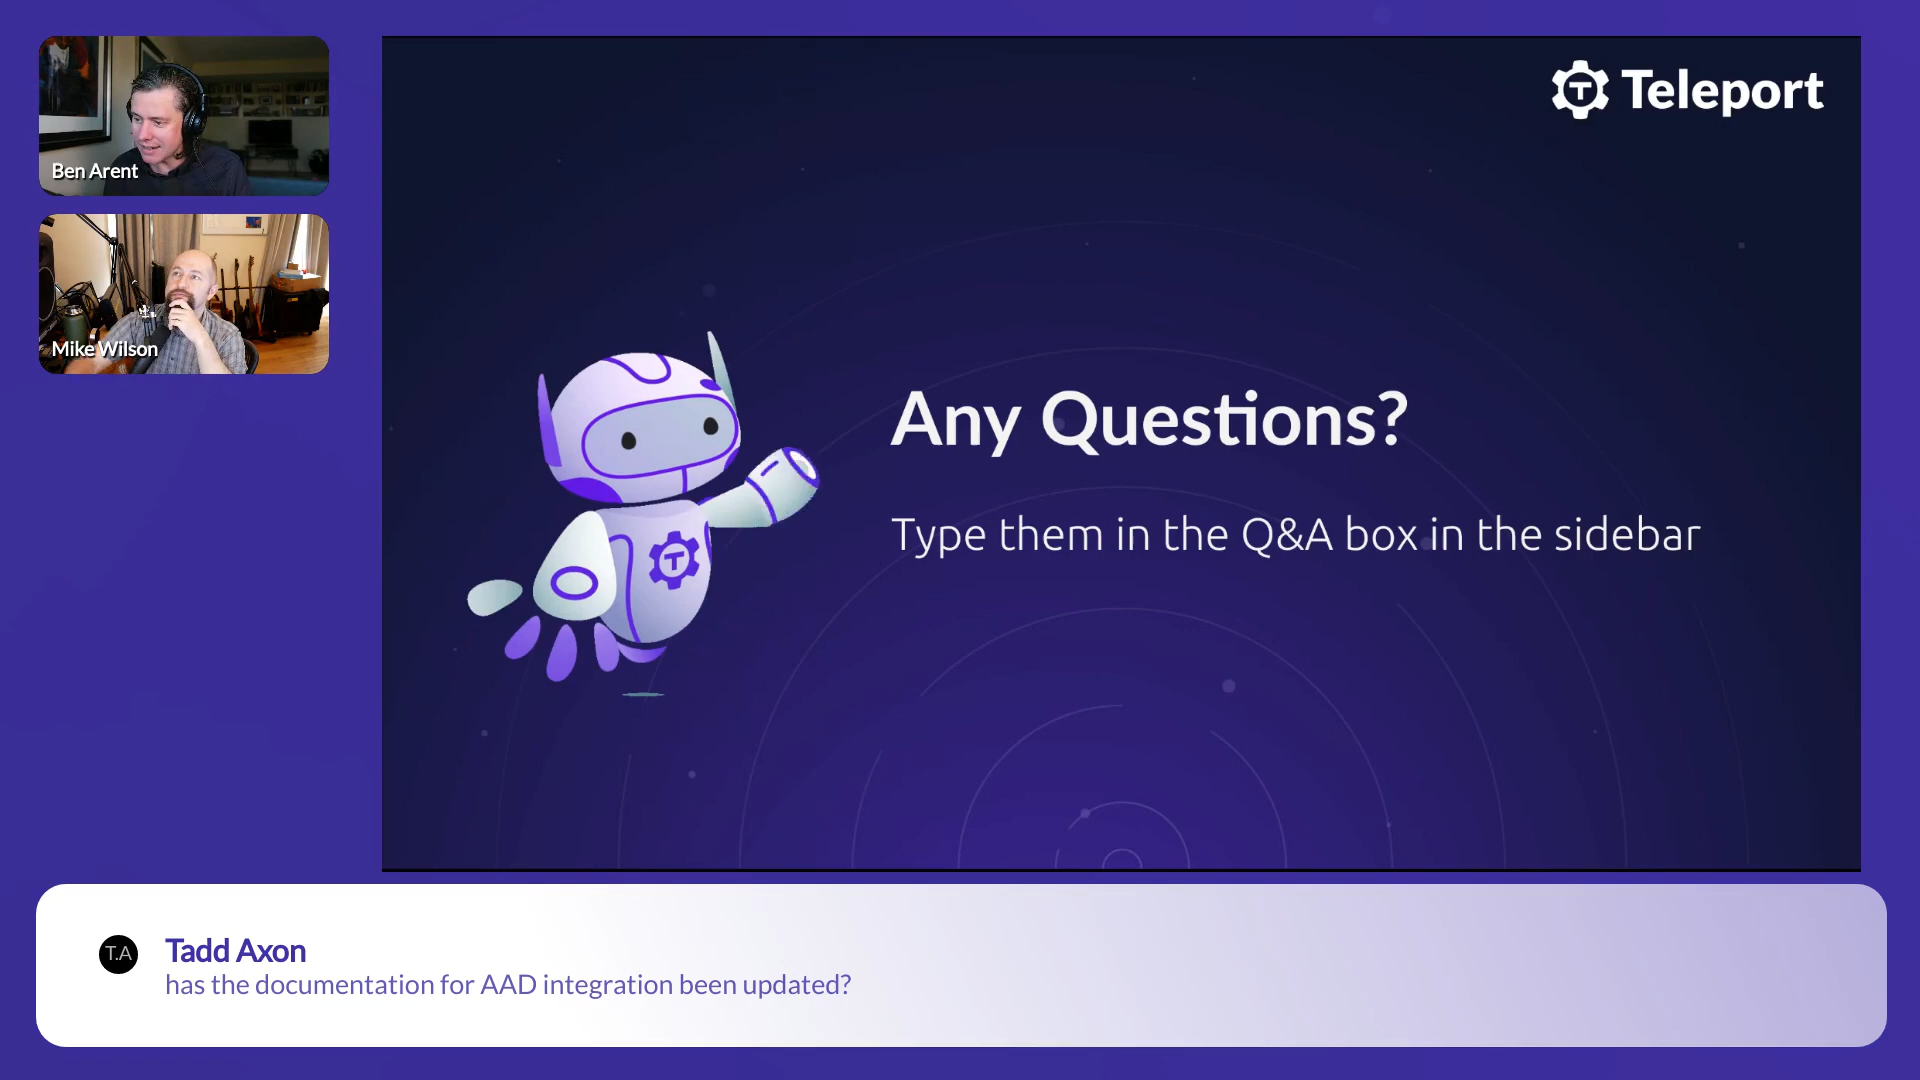 Ben Arent
Mike Wilson
Teleport
Any Questions?
Type them in the Q&A box in the sidebar
T.A
Tadd Axon
has the documentation for AAD integration been updated?